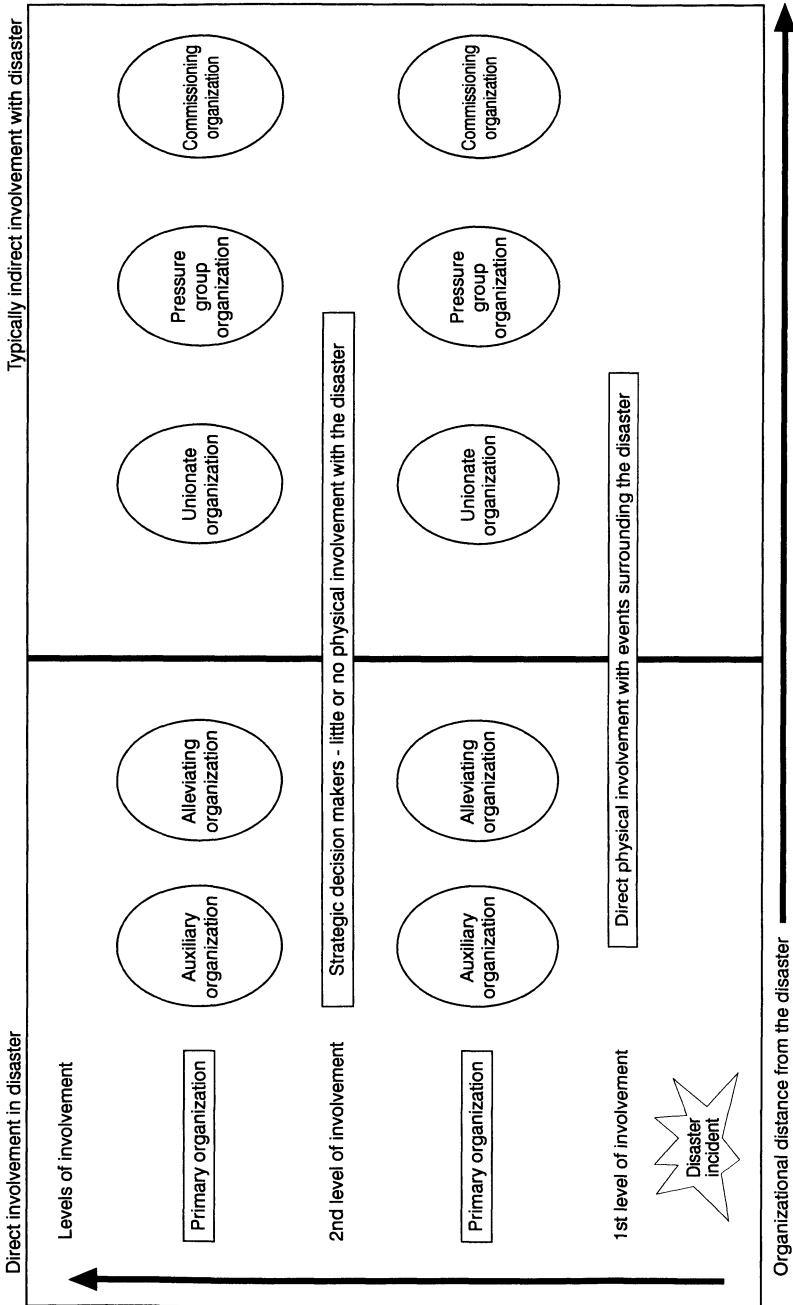 Direct involvement in disaster
Typically indirect involvement with disaster
Levels of involvement
Primary organization
Auxiliary
organization
Alleviating
organization
Unionate
organization
Pressure
group
organization
Commissioning
organization
2nd level of involvement
Strategic decision makers - little or no physical involvement with the disaster
Primary organization
Auxiliary
organization
Alleviating
organization
Unionate
organization
Pressure
group
organization
Commissioning
organization
1st level of involvement
Direct physical involvement with events surrounding the disaster
Disaster
incident
Organizational distance from the disaster